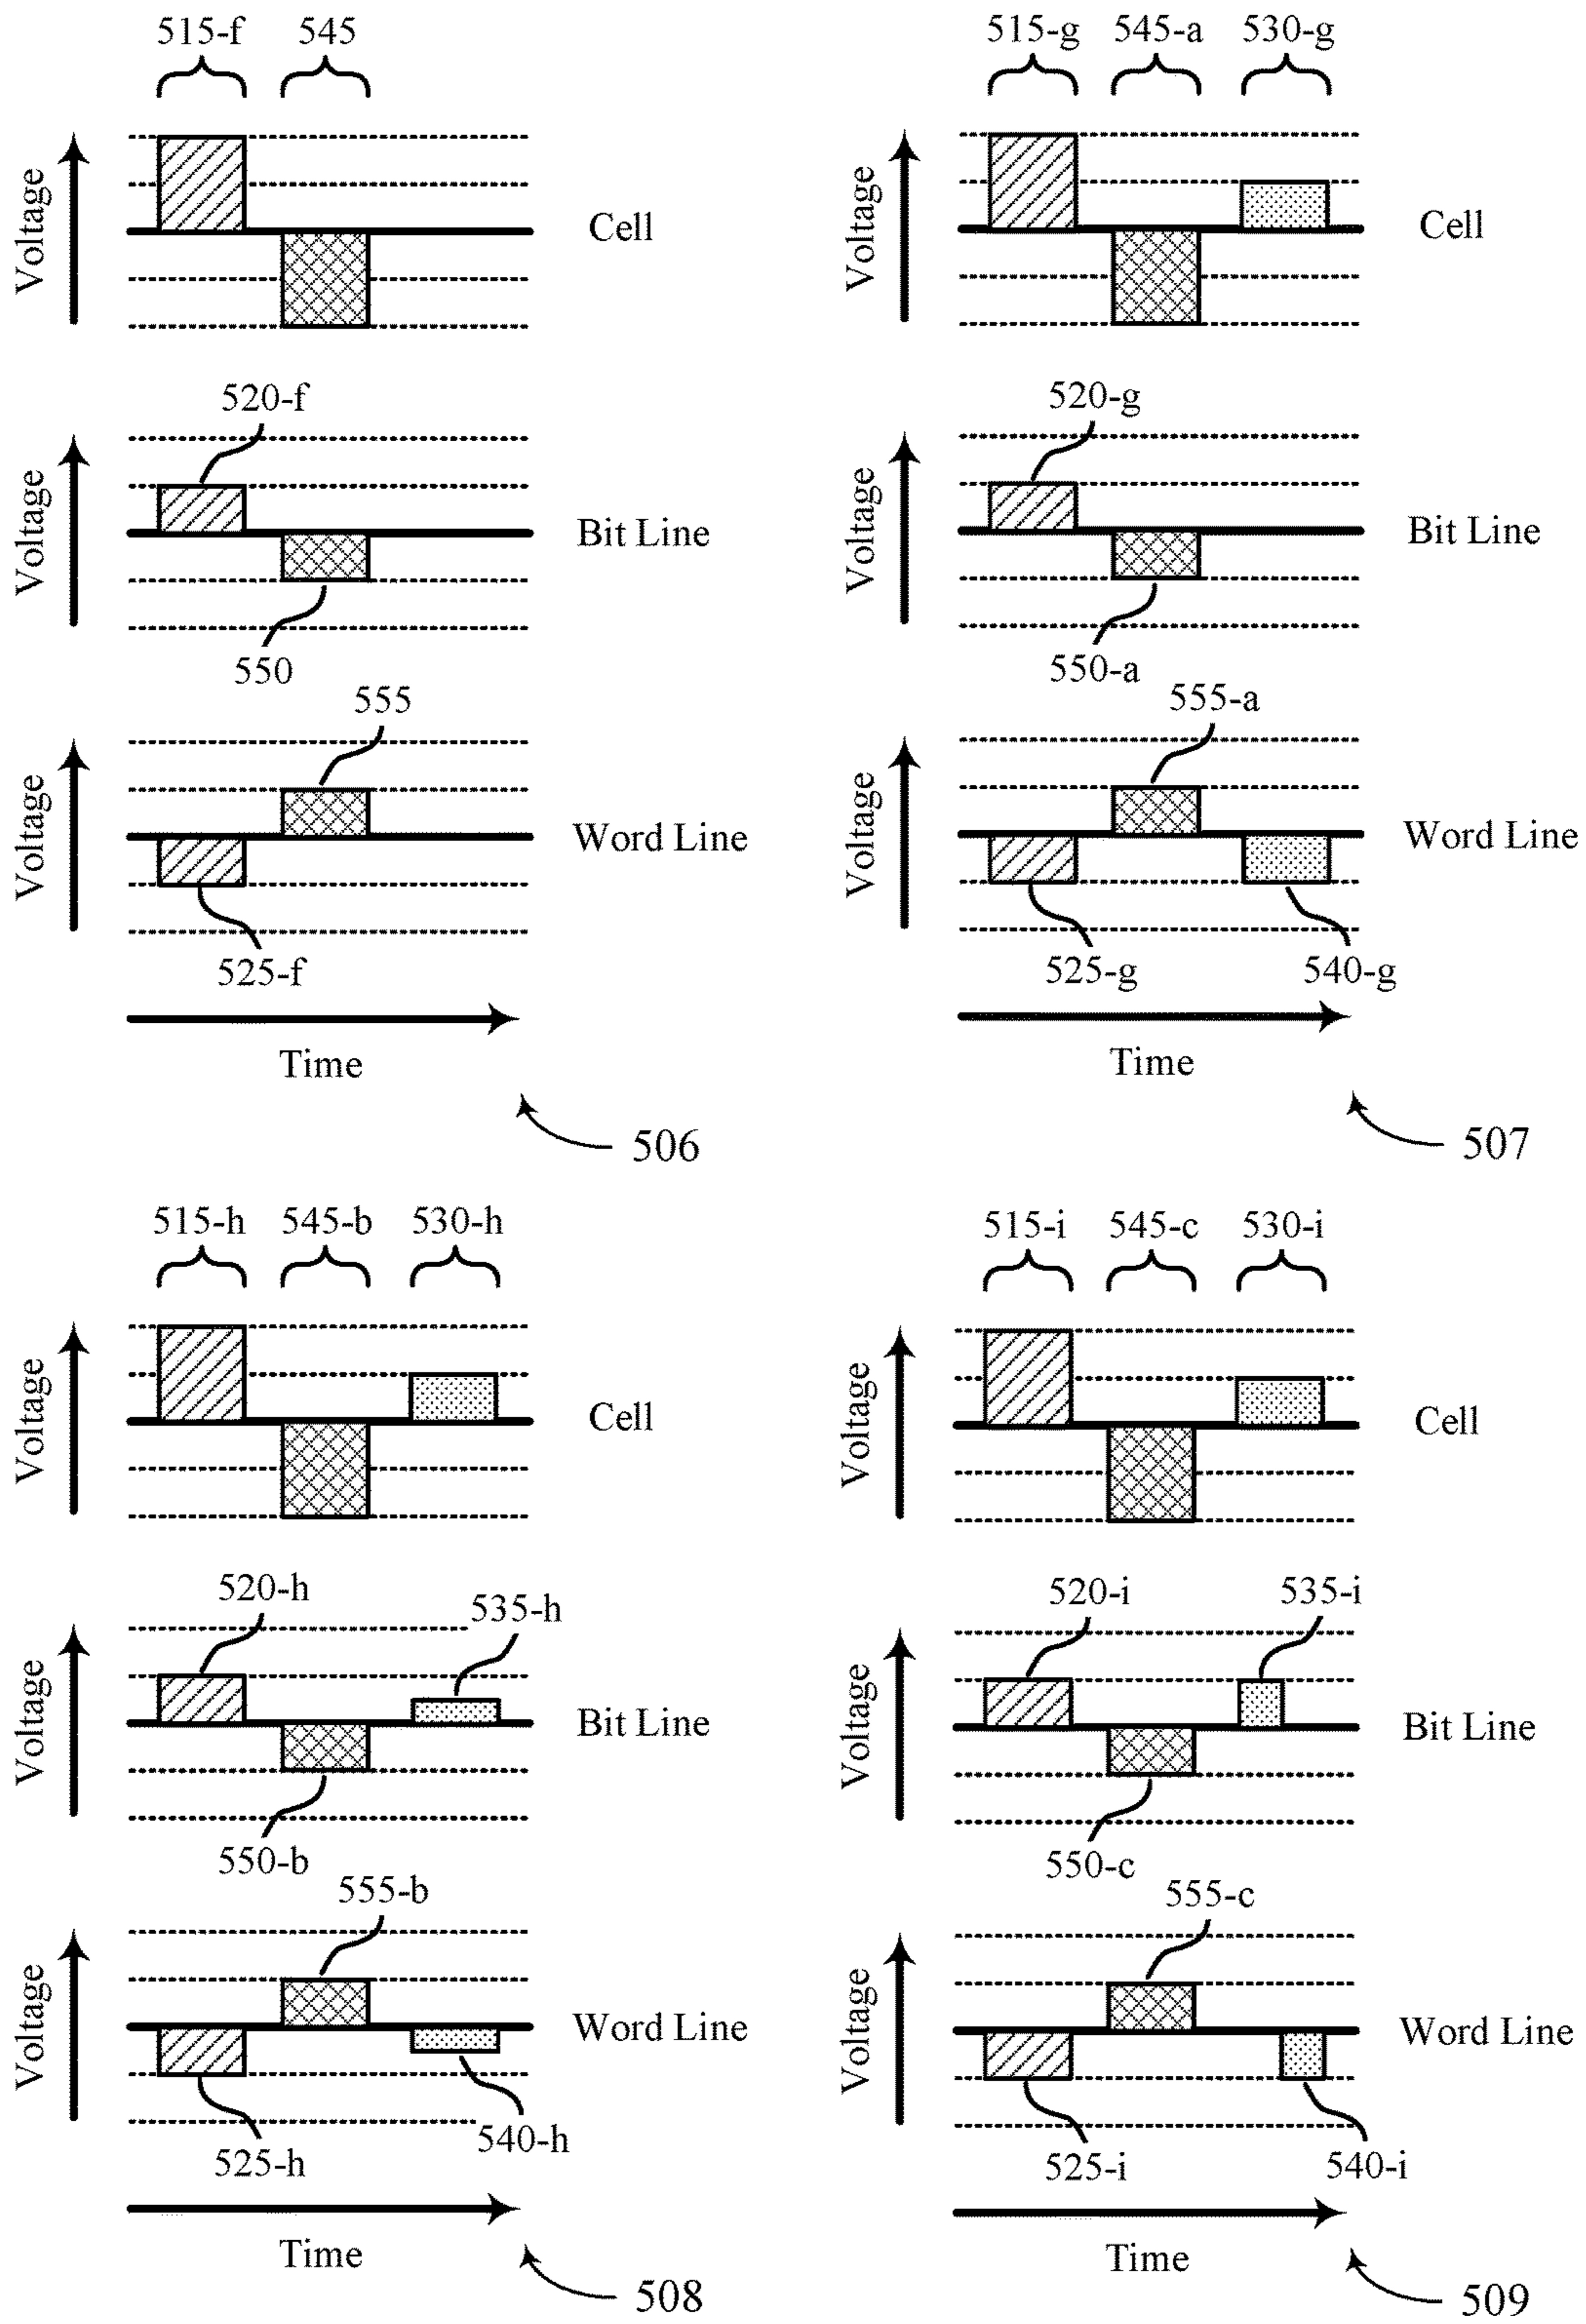 515-f 545
Voltage
Cell
520-f
Voltage
Bit Line
550
555
Voltage
Word Line
525-f
Time
506
515-g 545-a 530-g
Voltage
Cell
520-g
Voltage
Bit Line
550-a
555-a
Voltage
Word Line
525-g 540-g
Time
507
515-h 545-b 530-h
Voltage
Cell
520-h 535-h
Voltage
Bit Line
550-b
555-b
Voltage
Word Line
540-h
525-h
Time
508
515-i 545-c 530-i
Voltage
Cell
520-i 535-i
Voltage
Bit Line
550-c
555-c
Voltage
Word Line
525-i 540-i
Time
509